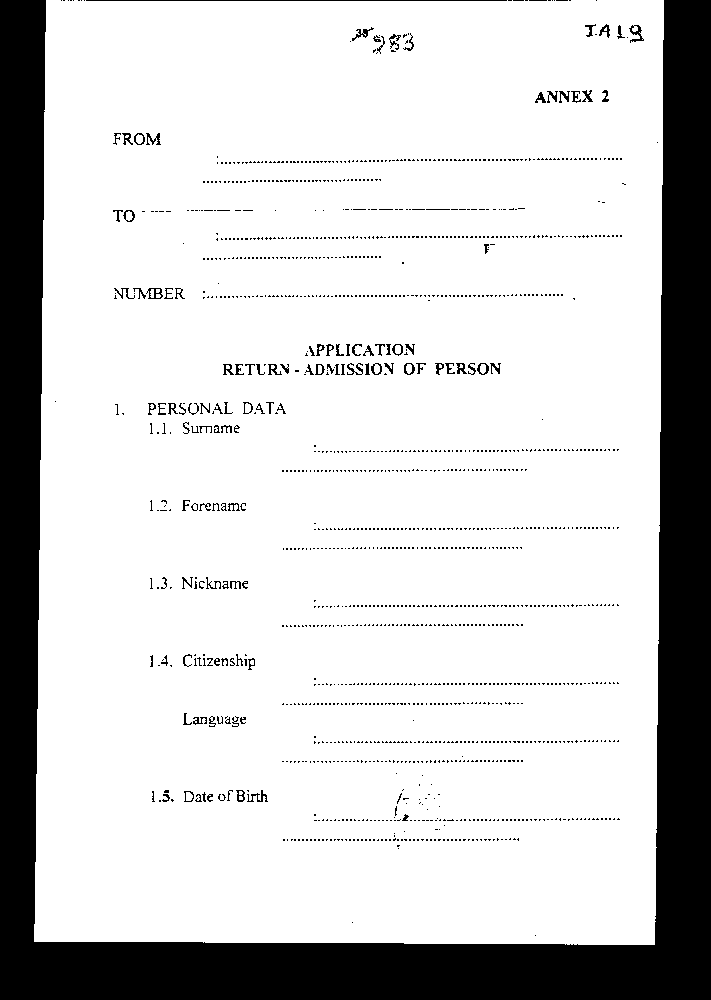 38 283 IA19
ANNEX 2
FROM
:....................................................................................................
............................................
TO
:....................................................................................................
............................................
NUMBER :........................................................................................
APPLICATION
RETURN - ADMISSION OF PERSON
1. PERSONAL DATA
1.1. Surname
:...........................................................................
.............................................................
1.2. Forename
:...........................................................................
............................................................
1.3. Nickname
:...........................................................................
............................................................
1.4. Citizenship
:...........................................................................
............................................................
Language
:...........................................................................
............................................................
1.5. Date of Birth
:...........................................................................
...........................................................